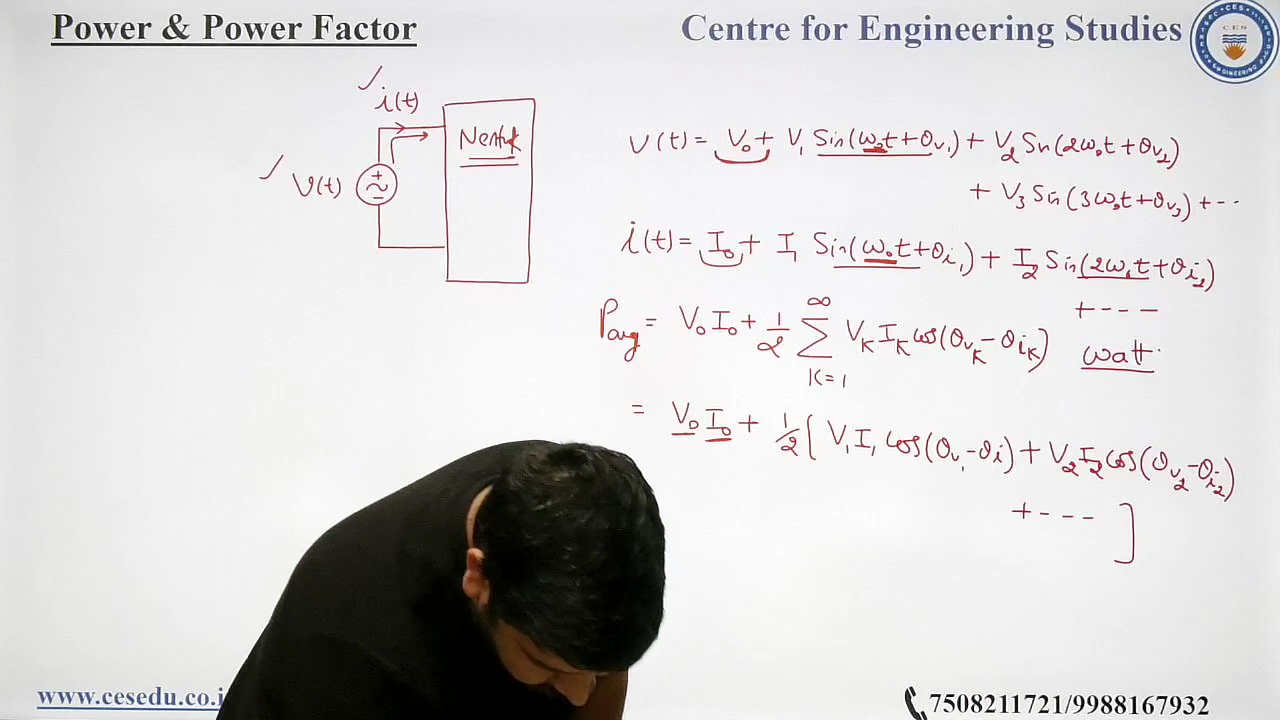 Power & Power Factor
Centre for Engineering Studies
CES
i(t)
Network
v(t)
+
-
v(t) = V₀ + V₁ Sin(ω₀t + θv₁) + V₂ Sin(2ω₀t + θv₂)
+ V₃ Sin(3ω₀t + θv₃) + ---
i(t) = I₀ + I₁ Sin(ω₀t + θi₁) + I₂ Sin(2ω₀t + θi₂)
+ ----
Pavg = V₀I₀ + 1/2 ∑ K=1 ∞ VK IK cos(θvK - θiK) watt
= V₀I₀ + 1/2 [ V₁I₁ cos(θv₁ - θi) + V₂I₂ cos(θv₂ - θi₂)
+ --- ]
www.cesedu.co.i
7508211721/9988167932